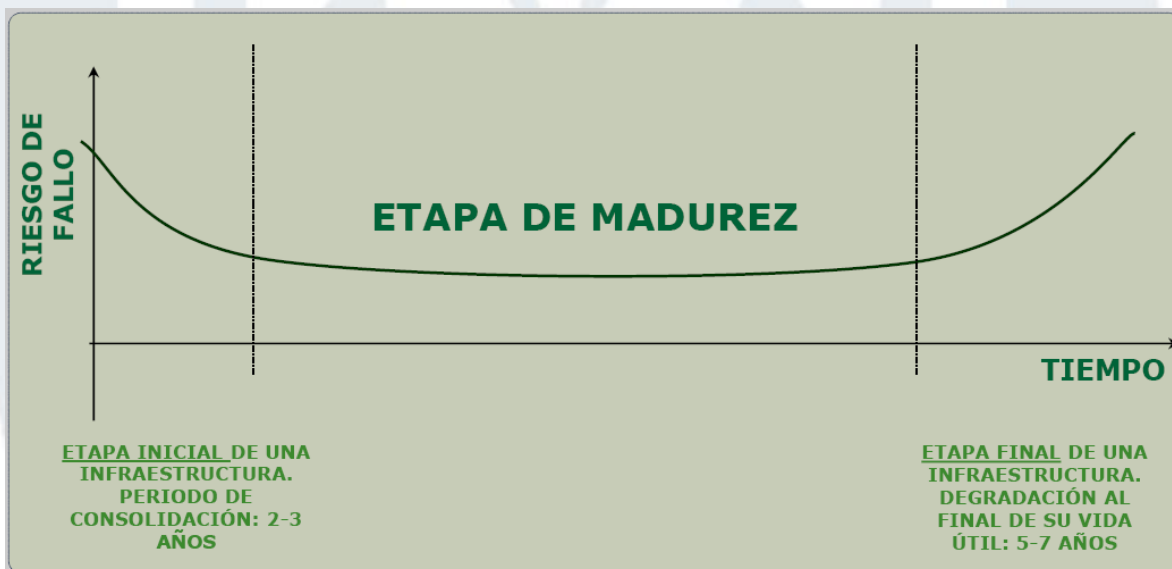 RIESGO DE
FALLO
ETAPA DE MADUREZ
TIEMPO
ETAPA INICIAL DE UNA
INFRAESTRUCTURA.
PERIODO DE
CONSOLIDACIÓN: 2-3
AÑOS
ETAPA FINAL DE UNA
INFRAESTRUCTURA.
DEGRADACIÓN AL
FINAL DE SU VIDA
ÚTIL: 5-7 AÑOS